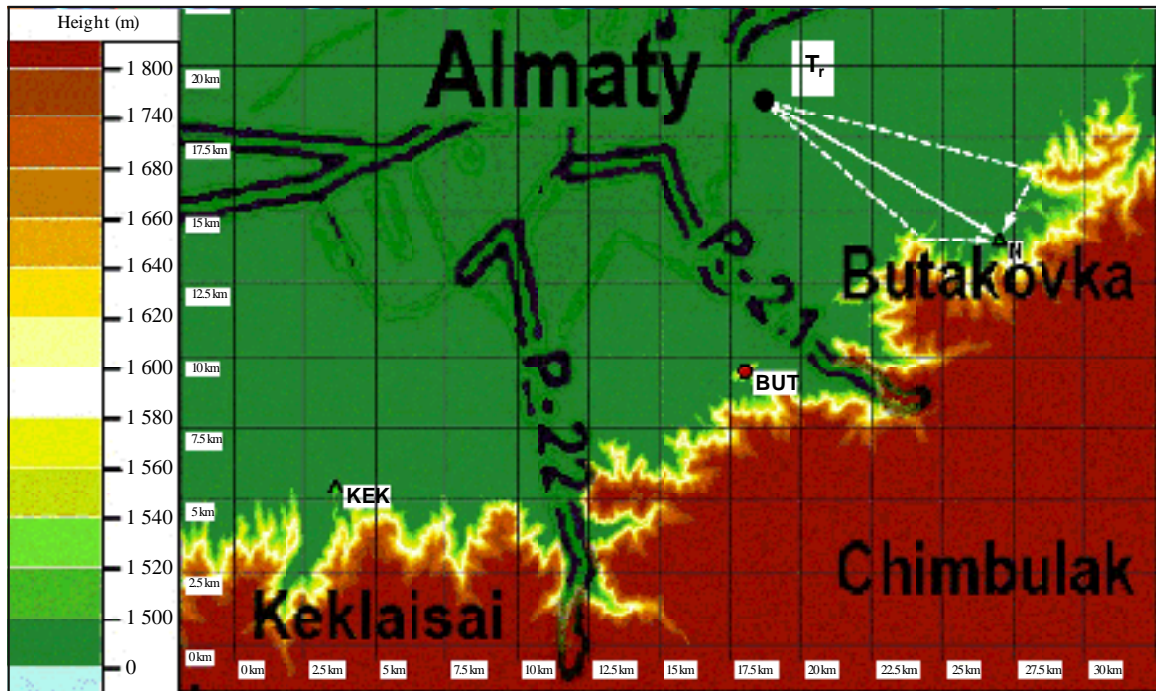 Height (m)
1 800
1 740
1 680
1 660
1 640
1 620
1 600
1 580
1 560
1 540
1 520
1 500
0
Almaty
Tr
20 km
17.5 km
15 km
12.5 km
10 km
7.5 km
5 km
2.5 km
0 km
N
Butakovka
P-21
P-22
BUT
KEK
Chimbulak
Keklaisai
0 km
2.5 km
5 km
7.5 km
10 km
12.5 km
15 km
17.5 km
20 km
22.5 km
25 km
27.5 km
30 km